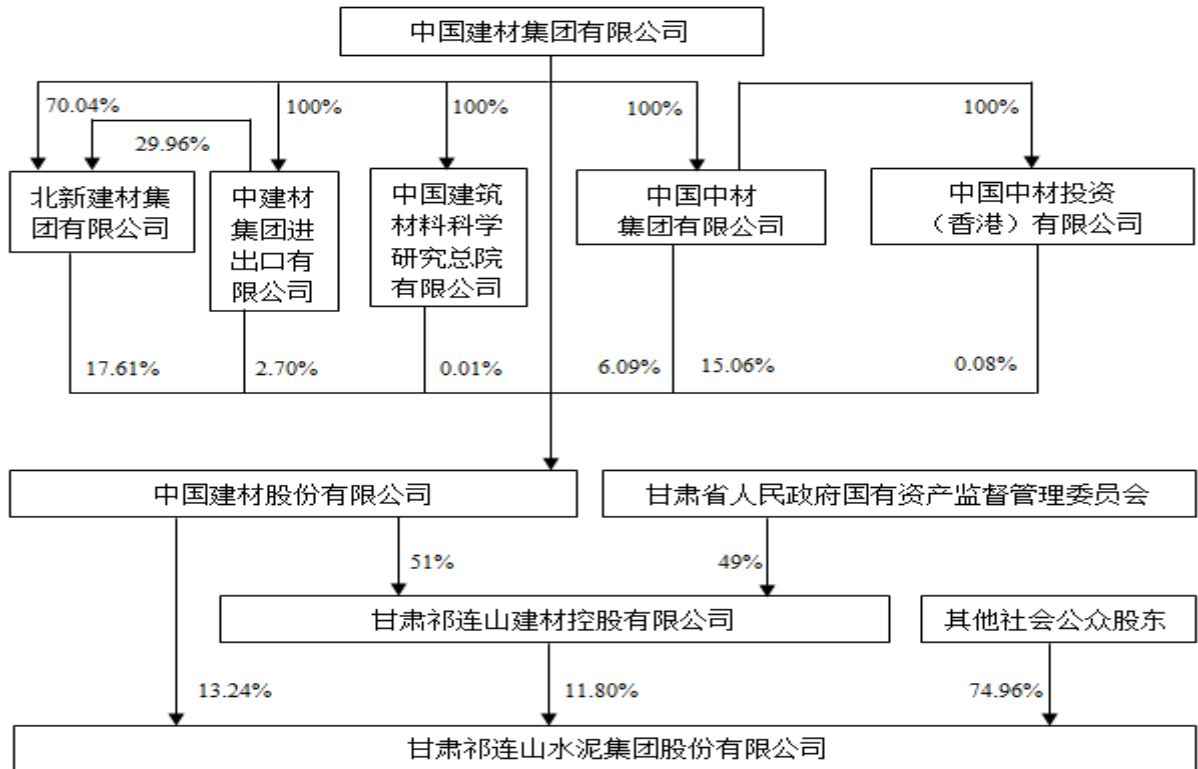 中国建材集团有限公司
70.04%
100%
100%
100%
100%
29.96%
北新建材集
团有限公司
中建材
集团进
出口有
限公司
中国建筑
材料科学
研究总院
有限公司
中国中材
集团有限公司
中国中材投资
（香港）有限公司
17.61%
2.70%
0.01%
6.09%
15.06%
0.08%
中国建材股份有限公司
甘肃省人民政府国有资产监督管理委员会
51%
49%
甘肃祁连山建材控股有限公司
其他社会公众股东
13.24%
11.80%
74.96%
甘肃祁连山水泥集团股份有限公司